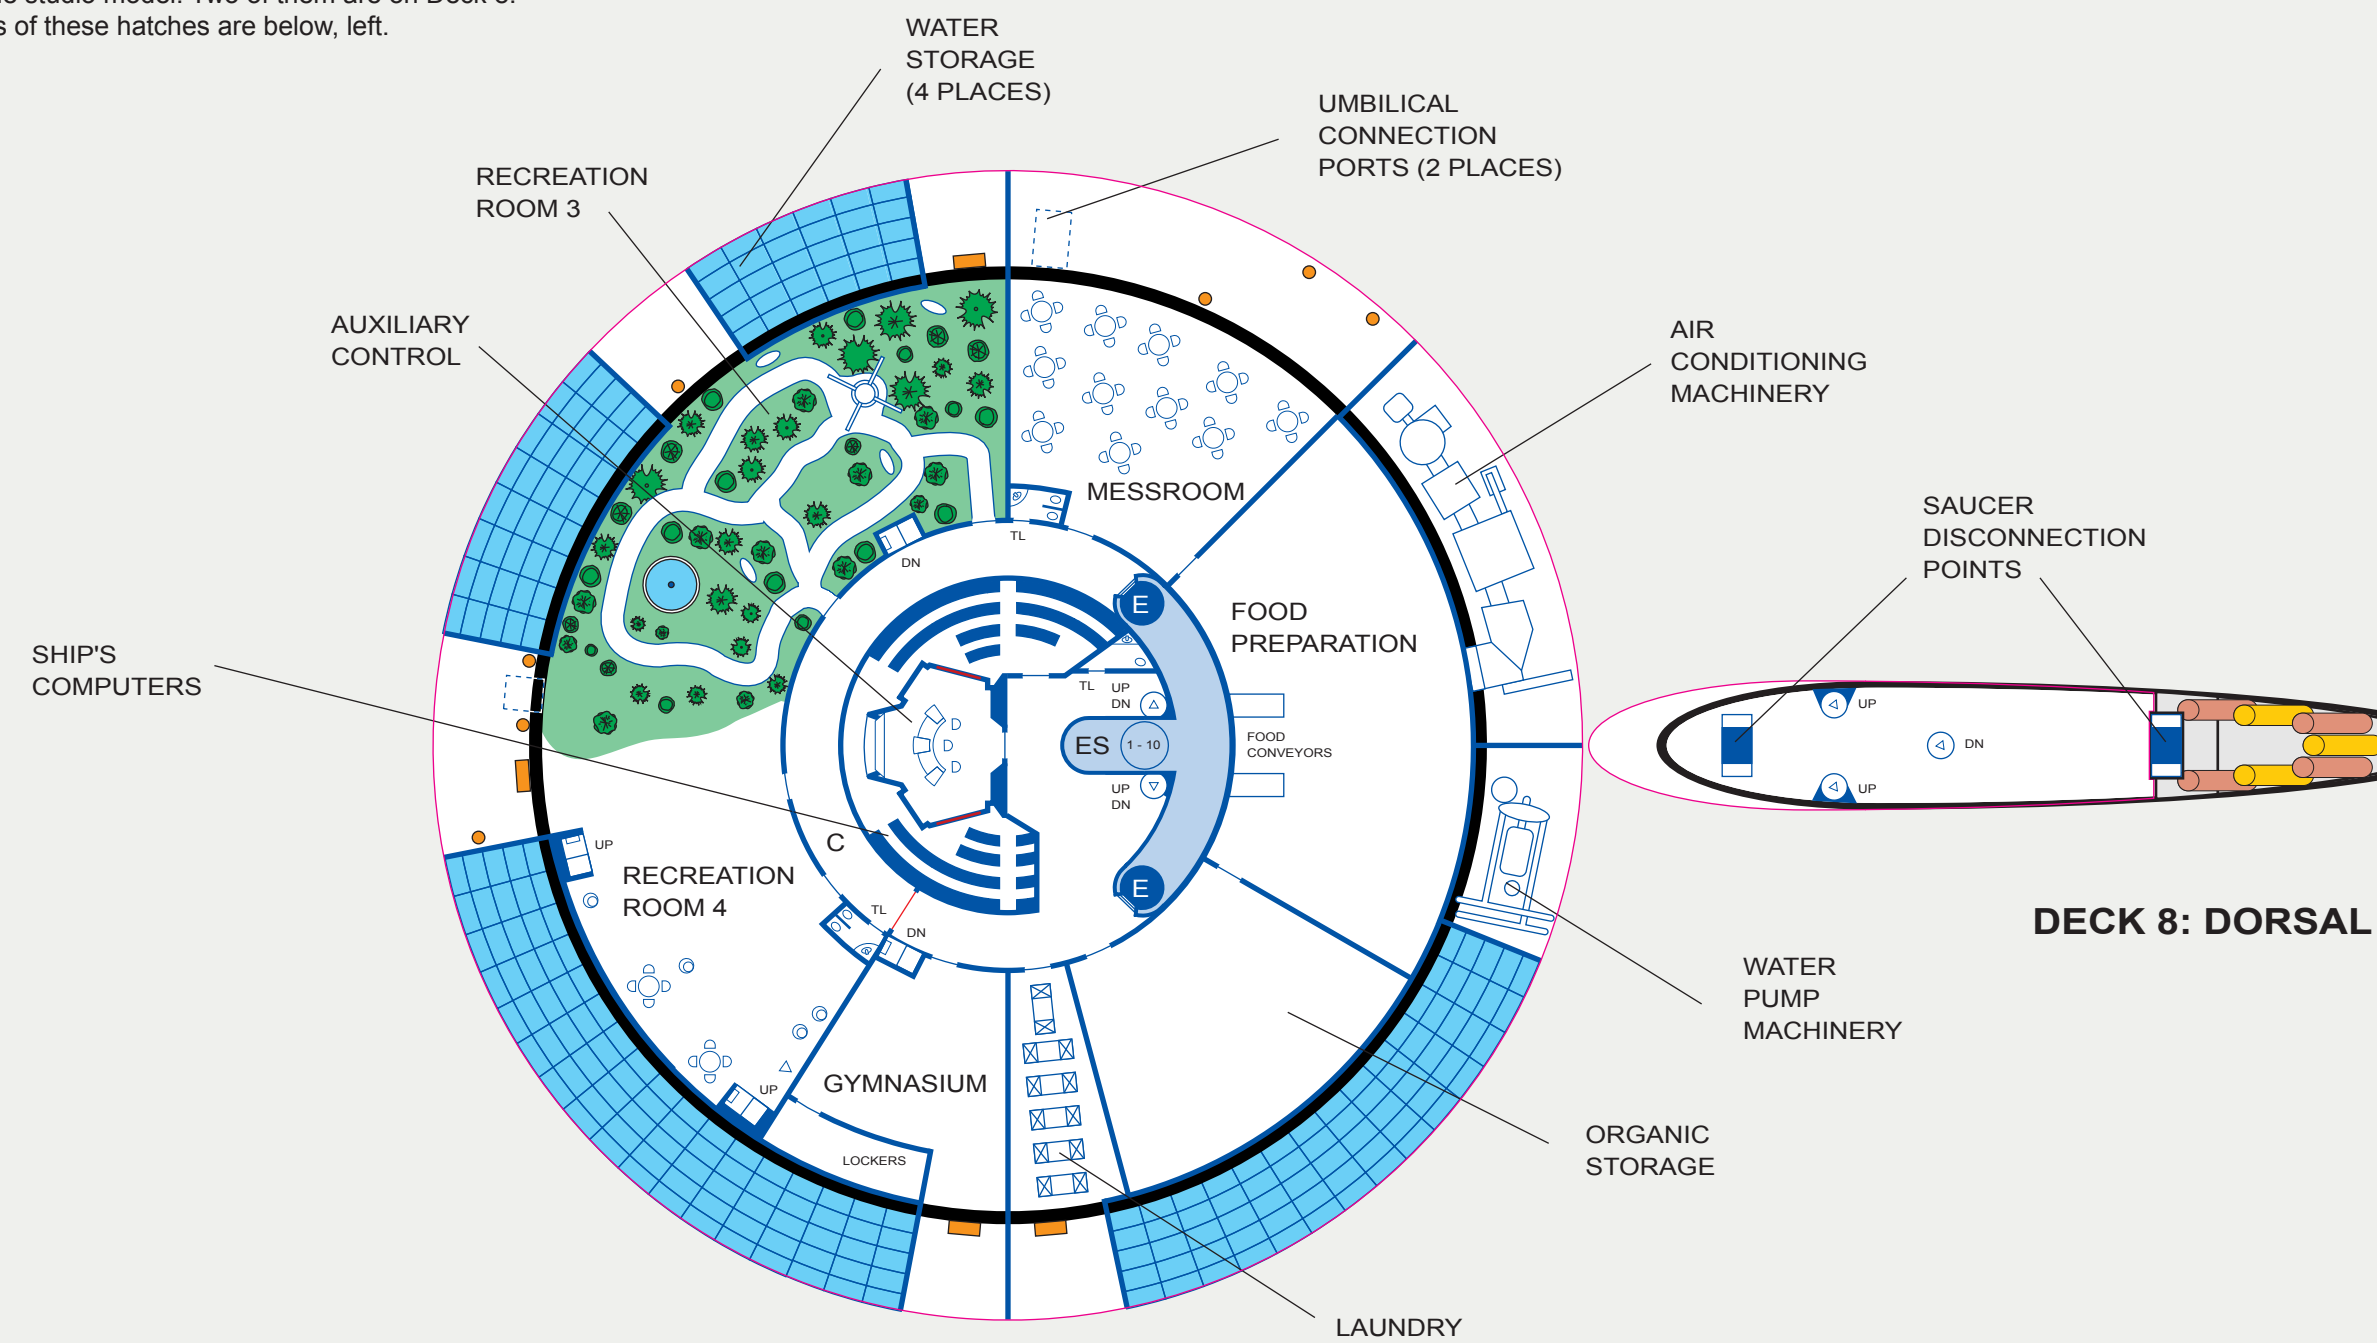 s of these hatches are below, left.
WATER
STORAGE
(4 PLACES)
UMBILICAL
CONNECTION
PORTS (2 PLACES)
RECREATION
ROOM 3
AUXILIARY
CONTROL
AIR
CONDITIONING
MACHINERY
MESSROOM
SAUCER
DISCONNECTION
POINTS
TL
DN
E
FOOD
PREPARATION
SHIP'S
COMPUTERS
TL
UP
DN
UP
ES
1 - 10
FOOD
CONVEYORS
DN
UP
DN
UP
C
UP
RECREATION
ROOM 4
E
TL
DN
DECK 8: DORSAL
WATER
PUMP
MACHINERY
GYMNASIUM
UP
ORGANIC
STORAGE
LOCKERS
LAUNDRY